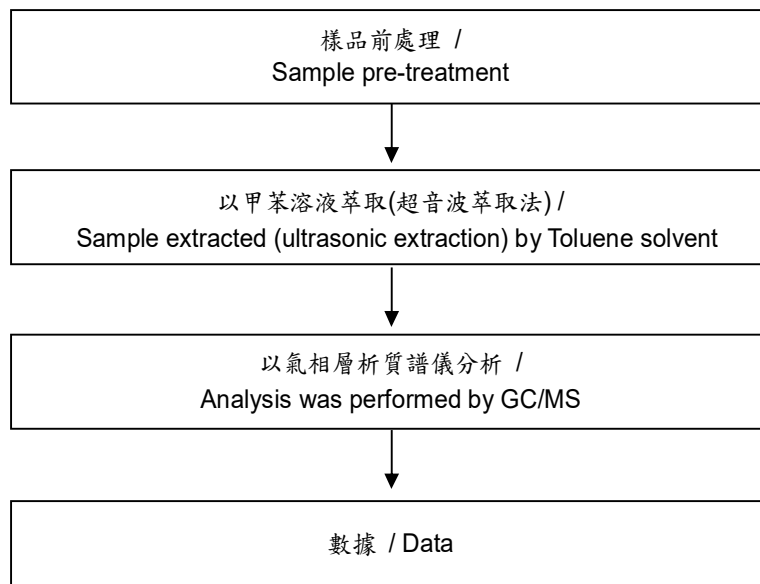 樣品前處理 /
Sample pre-treatment
以甲苯溶液萃取(超音波萃取法) /
Sample extracted (ultrasonic extraction) by Toluene solvent
以氣相層析質譜儀分析 /
Analysis was performed by GC/MS
數據 / Data